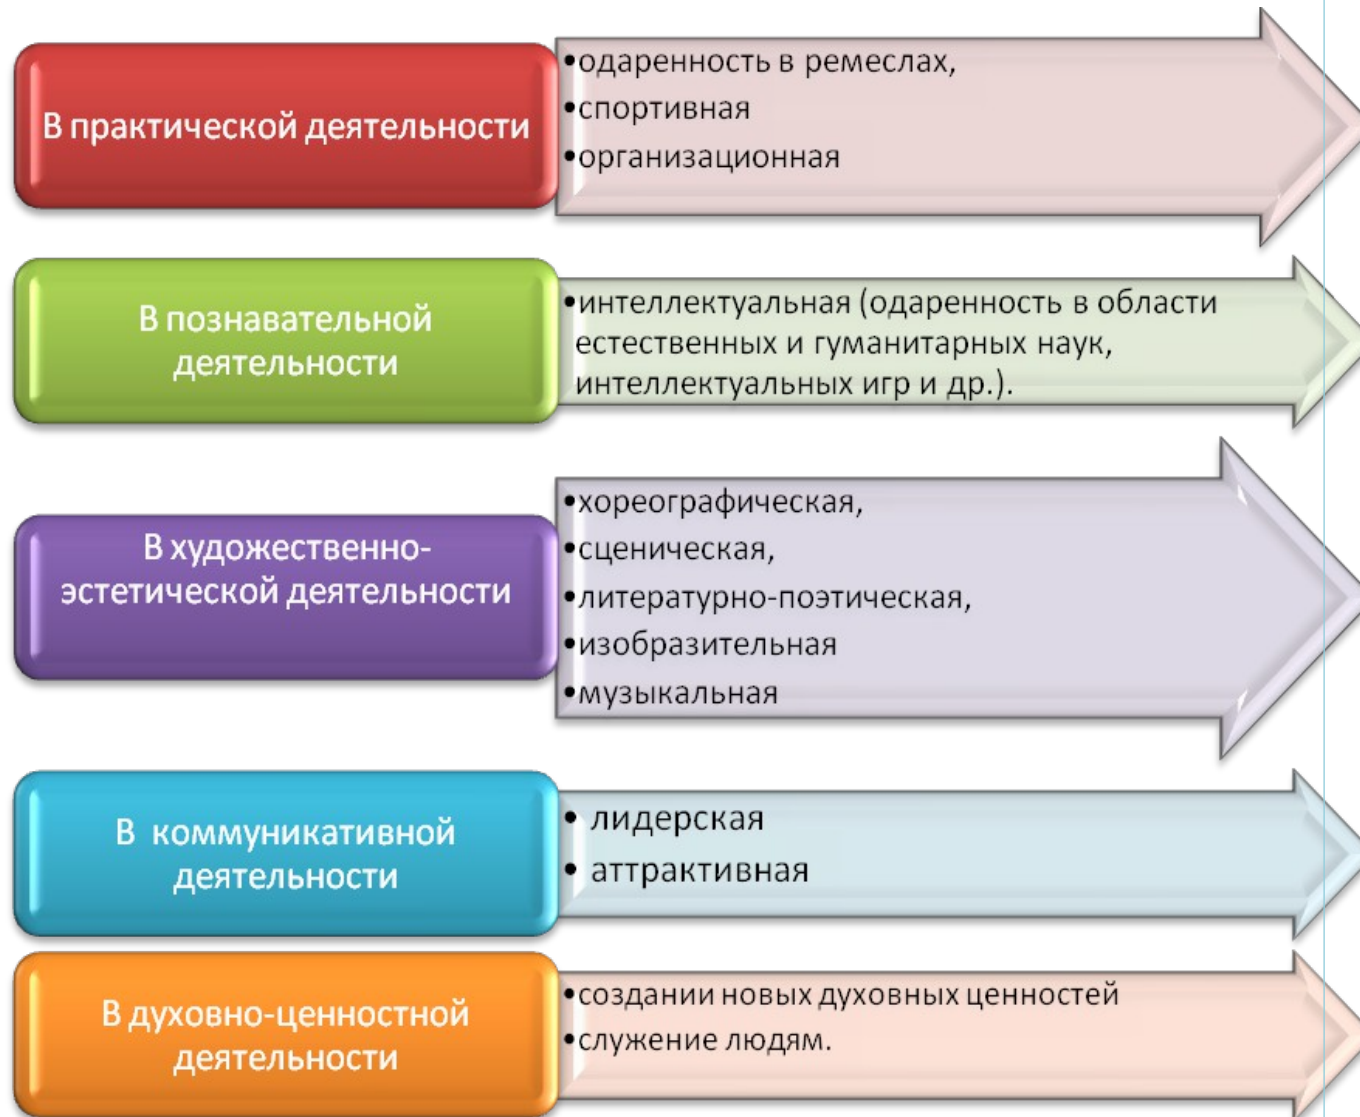 В практической деятельности
•одаренность в ремеслах,
•спортивная
•организационная
В познавательной
деятельности
•интеллектуальная (одаренность в области
естественных и гуманитарных наук,
интеллектуальных игр и др.).
В художественно-
эстетической деятельности
•хореографическая,
•сценическая,
•литературно-поэтическая,
•изобразительная
•музыкальная
В коммуникативной
деятельности
• лидерская
• аттрактивная
В духовно-ценностной
деятельности
•создании новых духовных ценностей
•служение людям.